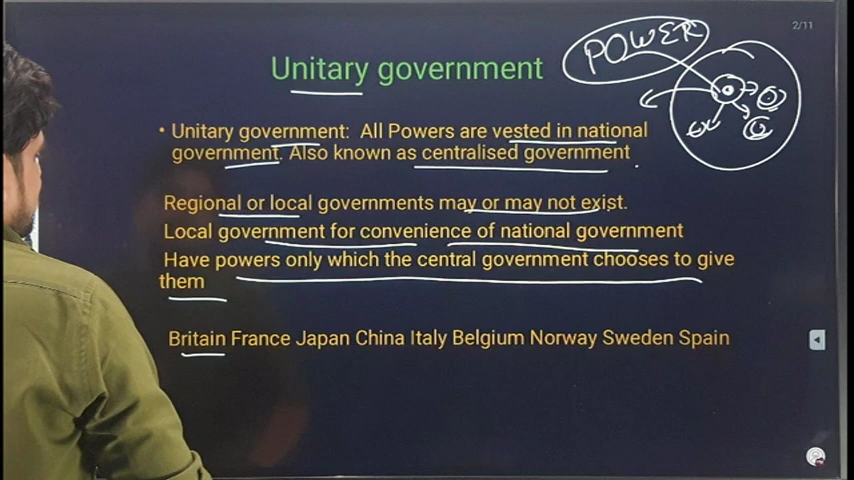 2/11
POWER
Unitary government
• Unitary government: All Powers are vested in national
government. Also known as centralised government
Regional or local governments may or may not exist.
Local government for convenience of national government
Have powers only which the central government chooses to give
them
Britain France Japan China Italy Belgium Norway Sweden Spain